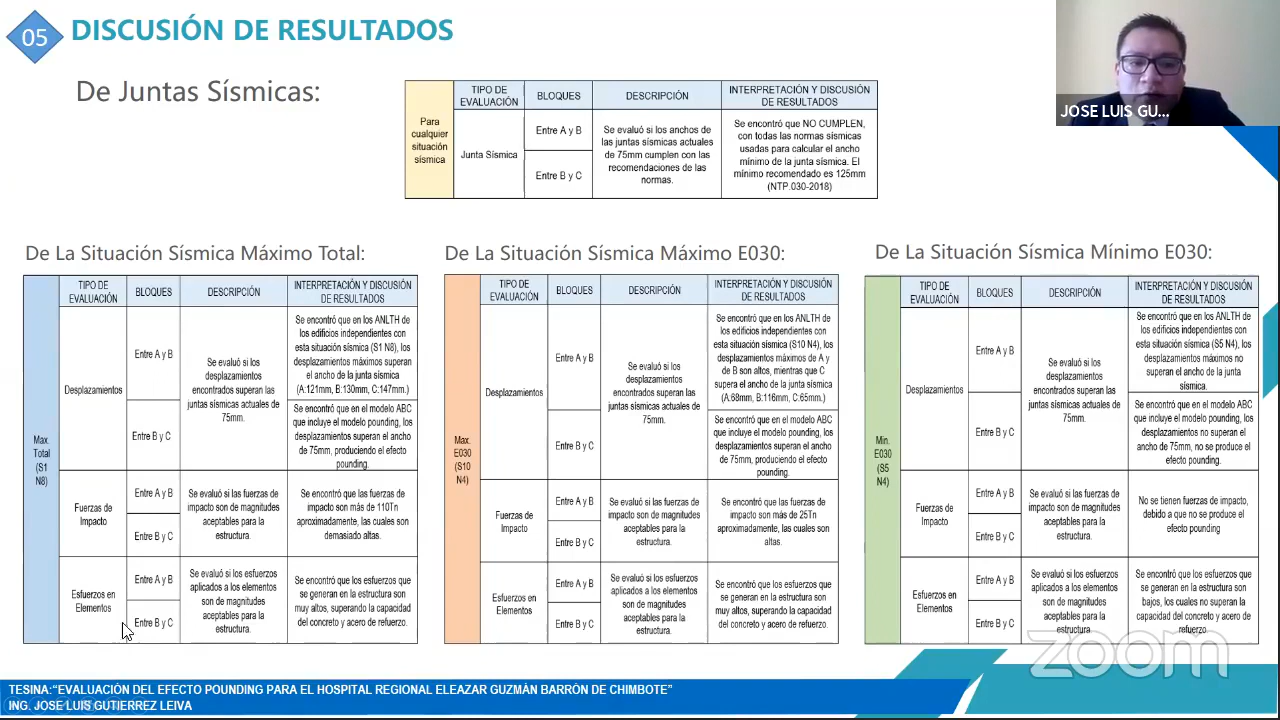 05
DISCUSIÓN DE RESULTADOS
JOSE LUIS GU...
De Juntas Sísmicas:
Para
cualquier
situación
sísmica
TIPO DE
EVALUACIÓN
BLOQUES
DESCRIPCIÓN
INTERPRETACIÓN Y DISCUSIÓN
DE RESULTADOS
Junta Sísmica
Entre A y B
Entre B y C
Se evaluó si los anchos de
las juntas sísmicas actuales
de 75mm cumplen con las
recomendaciones de las
normas.
Se encontró que NO CUMPLEN,
con todas las normas sísmicas
usadas para calcular el ancho
mínimo de la junta sísmica. El
mínimo recomendado es 125mm
(NTP.030-2018)
De La Situación Sísmica Máximo Total:
Max.
Total
(S1
N8)
TIPO DE
EVALUACIÓN
BLOQUES
DESCRIPCIÓN
INTERPRETACIÓN Y DISCUSIÓN
DE RESULTADOS
Desplazamientos
Entre A y B
Entre B y C
Se evaluó si los
desplazamientos
encontrados superan las
juntas sísmicas actuales de
75mm.
Se encontró que en los ANLTH de
los edificios independientes con
esta situación sísmica (S1 N8), los
desplazamientos máximos superan
el ancho de la junta sísmica
(A:121mm, B:130mm, C:147mm.)
Se encontró que en el modelo ABC
que incluye el modelo pounding, los
desplazamientos superan el ancho
de 75mm, produciendo el efecto
pounding.
Fuerzas de
Impacto
Entre A y B
Entre B y C
Se evaluó si las fuerzas de
impacto son de magnitudes
aceptables para la
estructura.
Se encontró que las fuerzas de
impacto son más de 110Tn
aproximadamente, las cuales son
demasiado altas.
Esfuerzos en
Elementos
Entre A y B
Entre B y C
Se evaluó si los esfuerzos
aplicados a los elementos
son de magnitudes
aceptables para la
estructura.
Se encontró que los esfuerzos que
se generan en la estructura son
muy altos, superando la capacidad
del concreto y acero de refuerzo.
De La Situación Sísmica Máximo E030:
Max.
E030
(S10
N4)
TIPO DE
EVALUACIÓN
BLOQUES
DESCRIPCIÓN
INTERPRETACIÓN Y DISCUSIÓN
DE RESULTADOS
Desplazamientos
Entre A y B
Entre B y C
Se evaluó si los
desplazamientos
encontrados superan las
juntas sísmicas actuales de
75mm.
Se encontró que en los ANLTH de
los edificios independientes con
esta situación sísmica (S10 N4), los
desplazamientos máximos de A y
de B son altos, mientras que C
supera el ancho de la junta sísmica
(A:68mm, B:116mm, C:65mm.)
Se encontró que en el modelo ABC
que incluye el modelo pounding, los
desplazamientos superan el ancho
de 75mm, produciendo el efecto
pounding.
Fuerzas de
Impacto
Entre A y B
Entre B y C
Se evaluó si las fuerzas de
impacto son de magnitudes
aceptables para la
estructura.
Se encontró que las fuerzas de
impacto son más de 25Tn
aproximadamente, las cuales son
altas.
Esfuerzos en
Elementos
Entre A y B
Entre B y C
Se evaluó si los esfuerzos
aplicados a los elementos
son de magnitudes
aceptables para la
estructura.
Se encontró que los esfuerzos que
se generan en la estructura son
muy altos, superando la capacidad
del concreto y acero de refuerzo.
De La Situación Sísmica Mínimo E030:
Min.
E030
(S5
N4)
TIPO DE
EVALUACIÓN
BLOQUES
DESCRIPCIÓN
INTERPRETACIÓN Y DISCUSIÓN
DE RESULTADOS
Desplazamientos
Entre A y B
Entre B y C
Se evaluó si los
desplazamientos
encontrados superan las
juntas sísmicas actuales de
75mm.
Se encontró que en los ANLTH de
los edificios independientes con
esta situación sísmica (S5 N4), los
desplazamientos máximos no
superan el ancho de la junta
sísmica.
Se encontró que en el modelo ABC
que incluye el modelo pounding, los
desplazamientos no superan el
ancho de 75mm, no se produce el
efecto pounding.
Fuerzas de
Impacto
Entre A y B
Entre B y C
Se evaluó si las fuerzas de
impacto son de magnitudes
aceptables para la
estructura.
No se tienen fuerzas de impacto,
debido a que no se produce el
efecto pounding
Esfuerzos en
Elementos
Entre A y B
Entre B y C
Se evaluó si los esfuerzos
aplicados a los elementos
son de magnitudes
aceptables para la
estructura.
Se encontró que los esfuerzos que
se generan en la estructura son
bajos, los cuales no superan la
capacidad del concreto y acero de
refuerzo.
zoom
TESINA:"EVALUACIÓN DEL EFECTO POUNDING PARA EL HOSPITAL REGIONAL ELEAZAR GUZMÁN BARRÓN DE CHIMBOTE"
ING. JOSÉ LUIS GUTIERREZ LEIVA